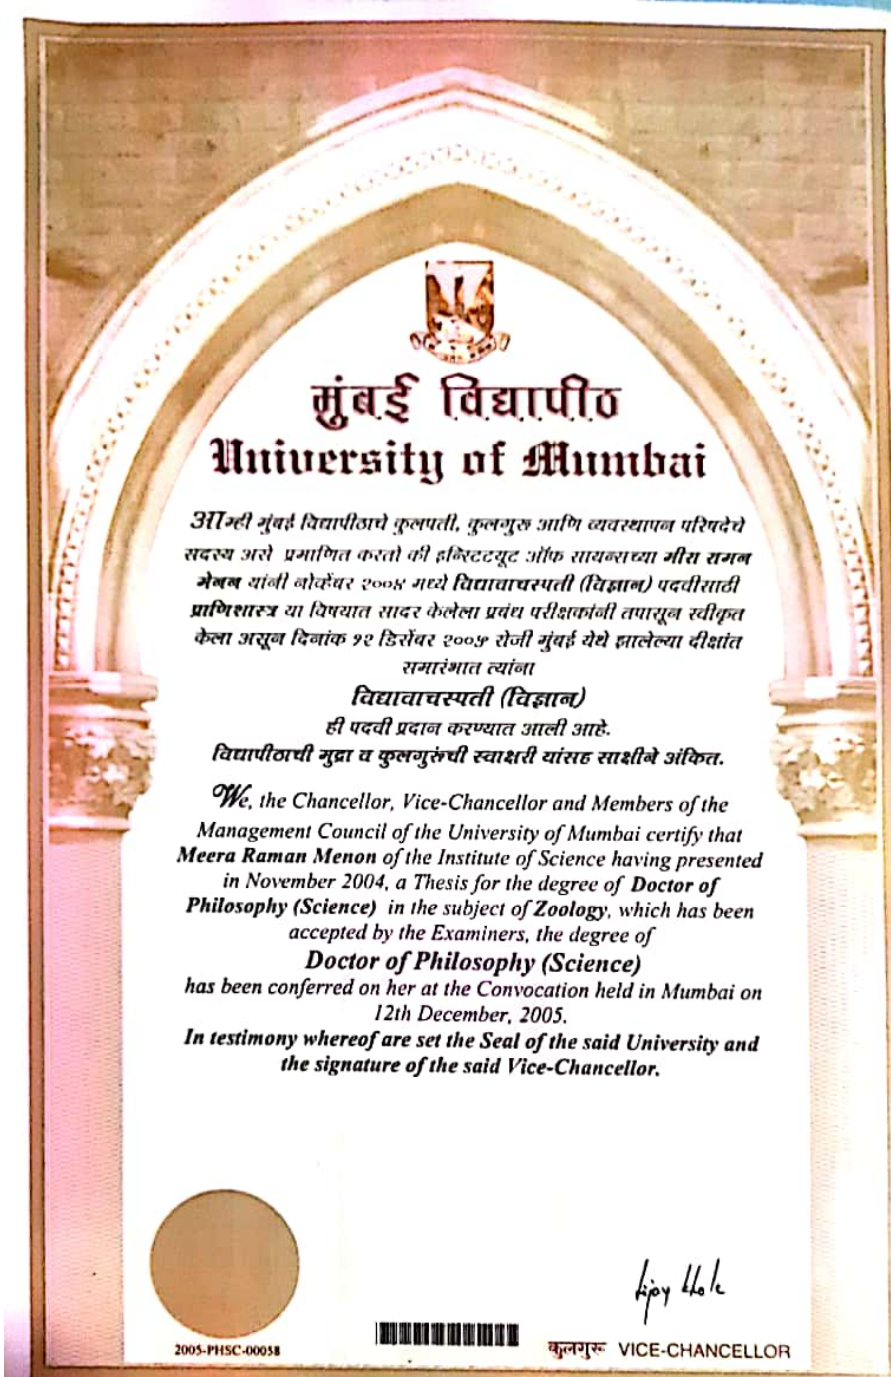 मुंबई विद्यापीठ
University of Mumbai
आम्ही मुंबई विद्यापीठाचे कुलपती, कुलगुरू आणि व्यवस्थापन परिषदेचे
सदस्य असे प्रमाणित करतो की इन्स्टिट्यूट ऑफ सायन्सच्या मीरा रामन
मेनन यांनी नोव्हेंबर २००४ मध्ये विद्यावाचस्पती (विज्ञान) पदवीसाठी
प्राणिशास्त्र या विषयात सादर केलेला प्रबंध परीक्षकांनी तपासून स्वीकृत
केला असून दिनांक १२ डिसेंबर २००५ रोजी मुंबई येथे झालेल्या दीक्षांत
समारंभात त्यांना
विद्यावाचस्पती (विज्ञान)
ही पदवी प्रदान करण्यात आली आहे.
विद्यापीठाची मुद्रा व कुलगुरूंची स्वाक्षरी यांसह साक्षीने अंकित.
We, the Chancellor, Vice-Chancellor and Members of the
Management Council of the University of Mumbai certify that
Meera Raman Menon of the Institute of Science having presented
in November 2004, a Thesis for the degree of Doctor of
Philosophy (Science) in the subject of Zoology, which has been
accepted by the Examiners, the degree of
Doctor of Philosophy (Science)
has been conferred on her at the Convocation held in Mumbai on
12th December, 2005.
In testimony whereof are set the Seal of the said University and
the signature of the said Vice-Chancellor.
2005-PHSC-00058
कुलगुरू VICE-CHANCELLOR